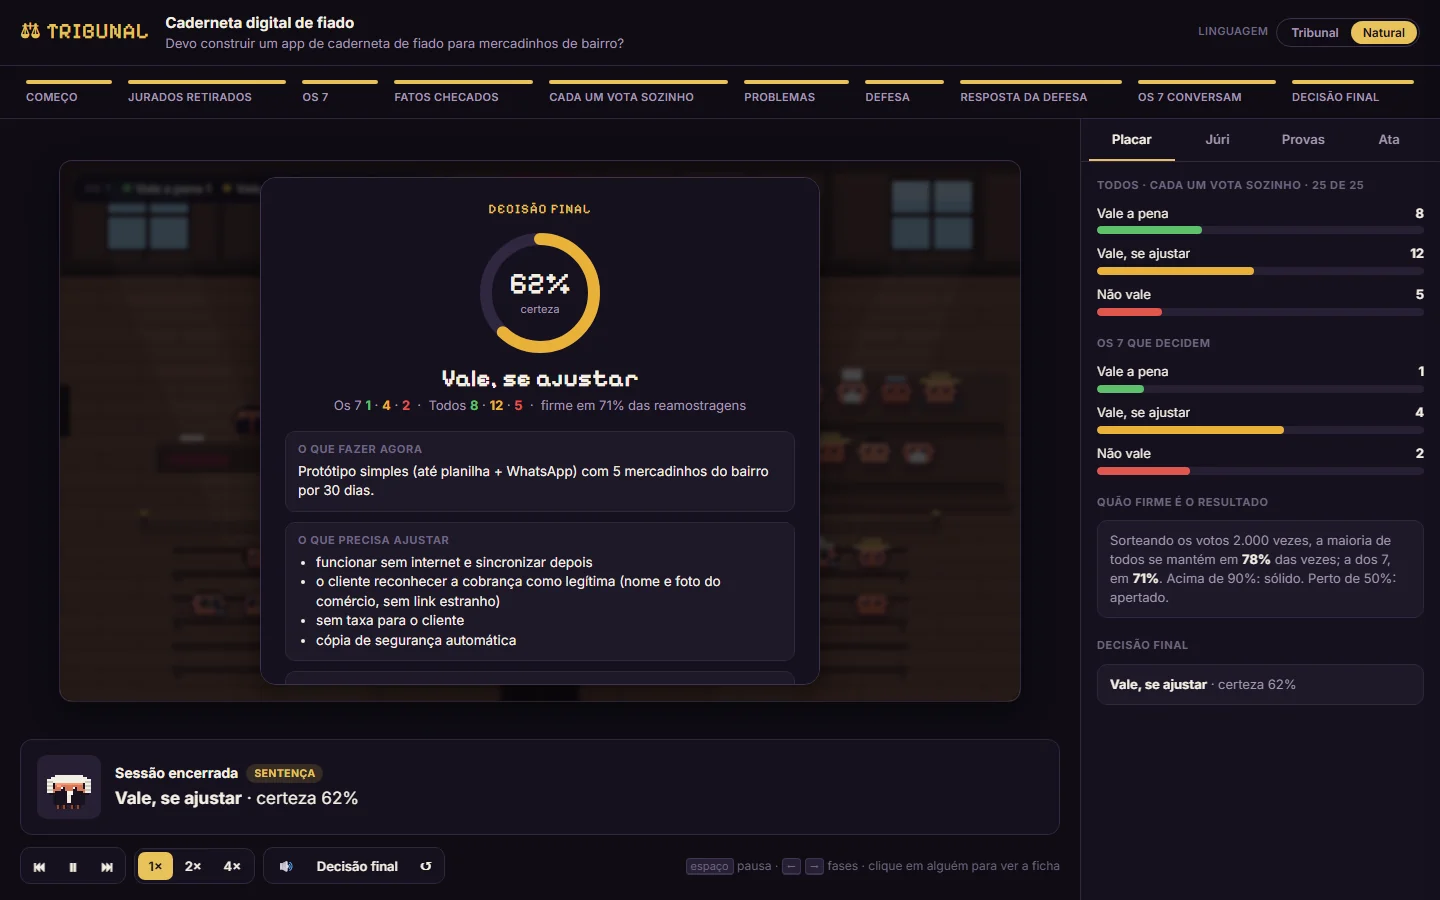 TRIBUNAL
Caderneta digital de fiado
Devo construir um app de caderneta de fiado para mercadinhos de bairro?
LINGUAGEM
Tribunal
Natural
COMEÇO
JURADOS RETIRADOS
OS 7
FATOS CHECADOS
CADA UM VOTA SOZINHO
PROBLEMAS
DEFESA
RESPOSTA DA DEFESA
OS 7 CONVERSAM
DECISÃO FINAL
DECISÃO FINAL
62%
certeza
Vale, se ajustar
Os 7 1 · 4 · 2 · Todos 8 · 12 · 5 · firme em 71% das reamostragens
O QUE FAZER AGORA
Protótipo simples (até planilha + WhatsApp) com 5 mercadinhos do bairro
por 30 dias.
O QUE PRECISA AJUSTAR
• funcionar sem internet e sincronizar depois
• o cliente reconhecer a cobrança como legítima (nome e foto do
comércio, sem link estranho)
• sem taxa para o cliente
• cópia de segurança automática
Sessão encerrada SENTENÇA
Vale, se ajustar · certeza 62%
1×
2×
4×
Decisão final
espaço pausa · ← → fases · clique em alguém para ver a ficha
Placar
Júri
Provas
Ata
TODOS · CADA UM VOTA SOZINHO · 25 DE 25
Vale a pena 8
Vale, se ajustar 12
Não vale 5
OS 7 QUE DECIDEM
Vale a pena 1
Vale, se ajustar 4
Não vale 2
QUÃO FIRME É O RESULTADO
Sorteando os votos 2.000 vezes, a maioria de
todos se mantém em 78% das vezes; a dos 7,
em 71%. Acima de 90%: sólido. Perto de 50%:
apertado.
DECISÃO FINAL
Vale, se ajustar · certeza 62%